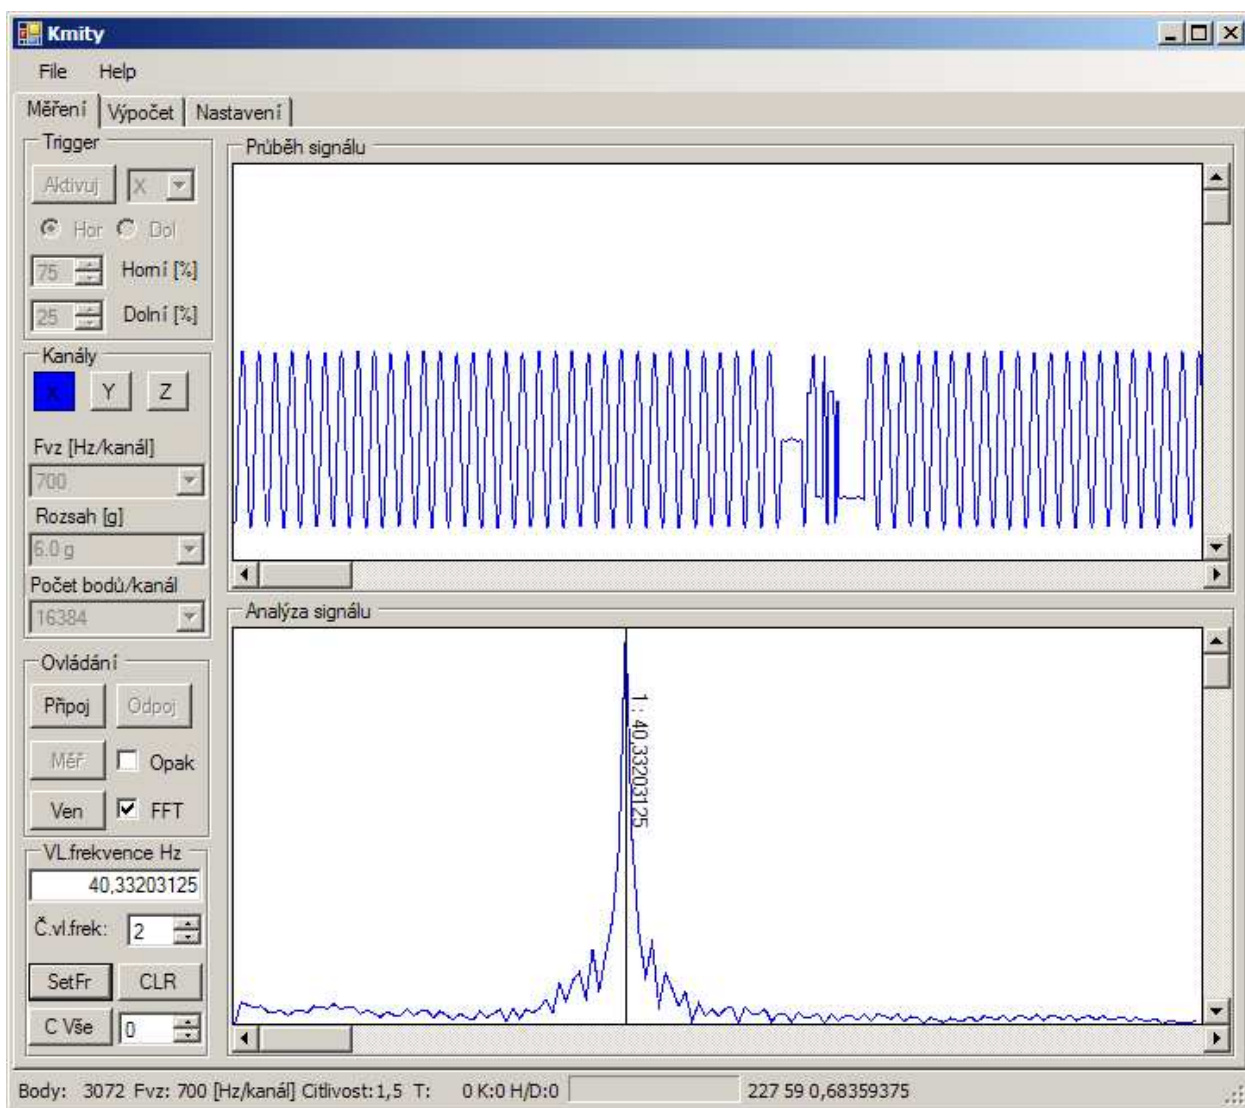 Kmity
File Help
Měření Výpočet Nastavení
Trigger
Aktivuj X
Hor Dol
75 Horní [%]
25 Dolní [%]
Kanály
X Y Z
Fvz [Hz/kanál]
700
Rozsah [g]
6.0 g
Počet bodů/kanál
16384
Ovládání
Připoj Odpoj
Měř Opak
Ven FFT
VL.frekvence Hz
40,33203125
Č.vl.frek: 2
SetFr CLR
C Vše 0
Průběh signálu
Analýza signálu
1 : 40,33203125
Body: 3072 Fvz: 700 [Hz/kanál] Citlivost:1,5 T: 0 K:0 H/D:0 227 59 0,68359375